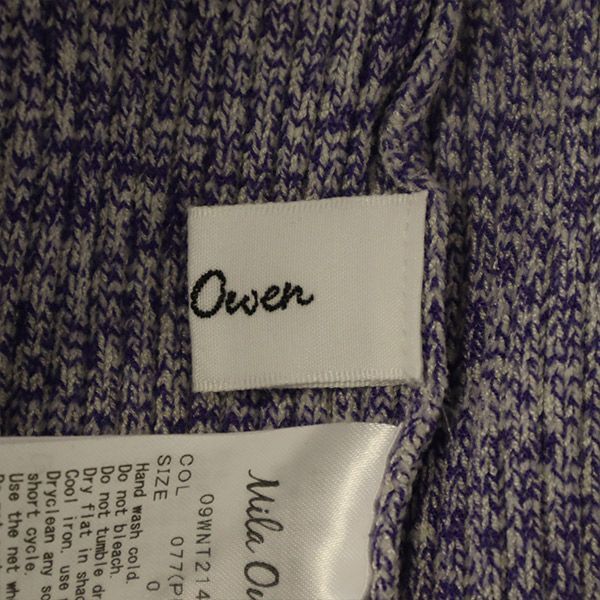 Owen
Mila Ow
COL 09WNT214
SIZE 077(P
0
Hand wash cold.
Do not bleach.
Do not tumble dr
Dry flat in shad
Cool iron, use
Dryclean any so
short cycle.
Use the net wh